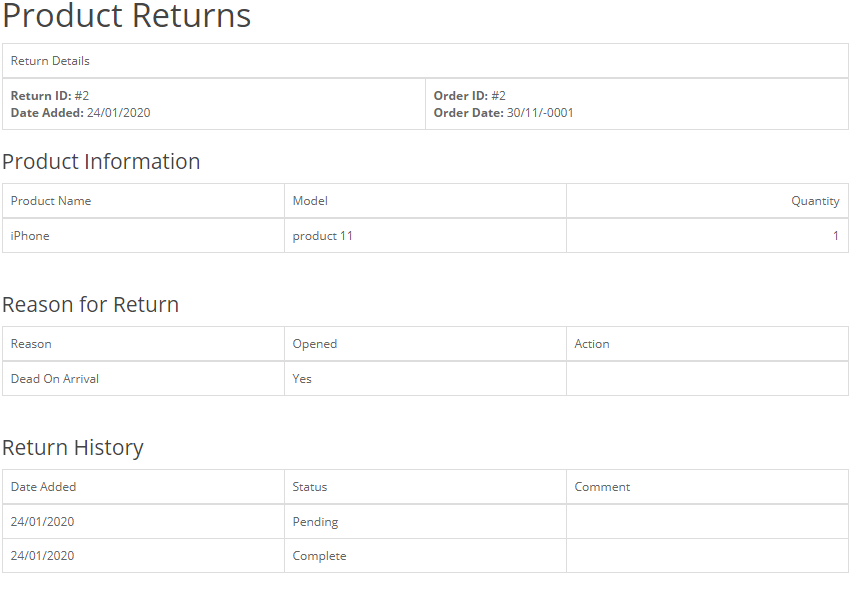 Product Returns
Return Details
Return ID: #2 Order ID: #2
Date Added: 24/01/2020 Order Date: 30/11/-0001
Product Information
Product Name Model Quantity
iPhone product 11 1
Reason for Return
Reason Opened Action
Dead On Arrival Yes
Return History
Date Added Status Comment
24/01/2020 Pending
24/01/2020 Complete